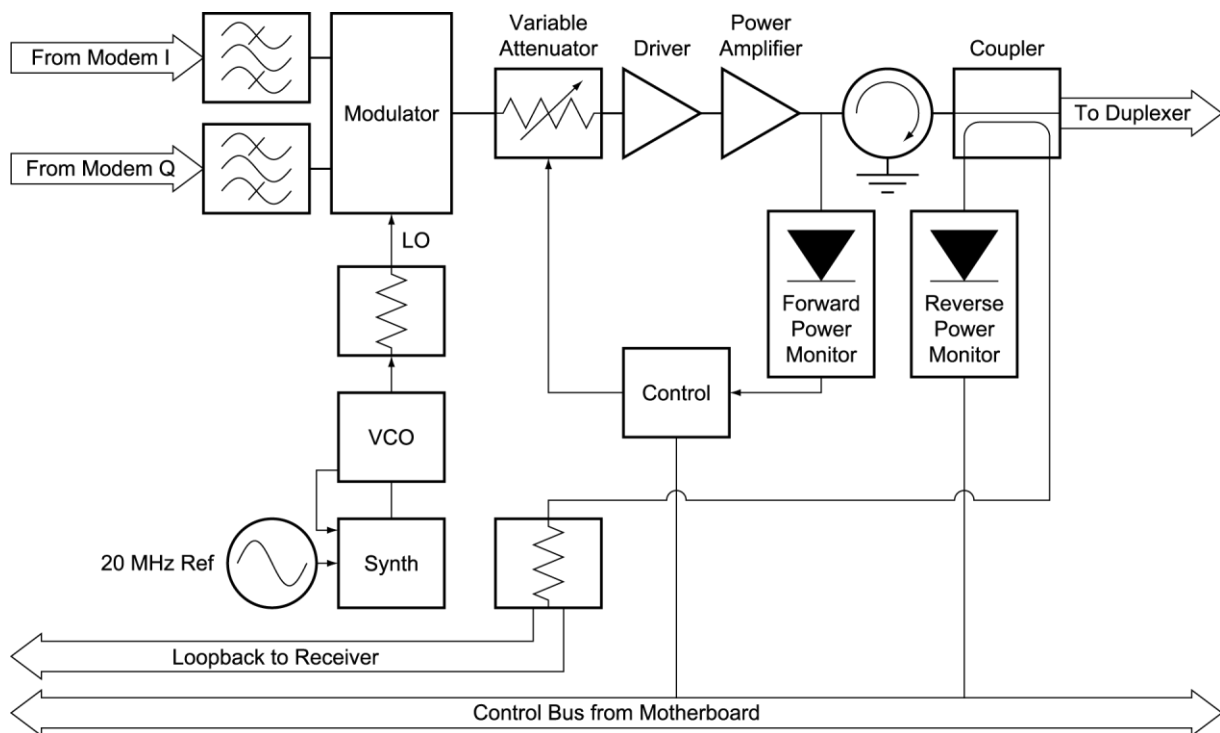 From Modem I
From Modem Q
Modulator
LO
VCO
Synth
20 MHz Ref
Variable
Attenuator
Driver
Power
Amplifier
Coupler
To Duplexer
Forward
Power
Monitor
Reverse
Power
Monitor
Control
Loopback to Receiver
Control Bus from Motherboard